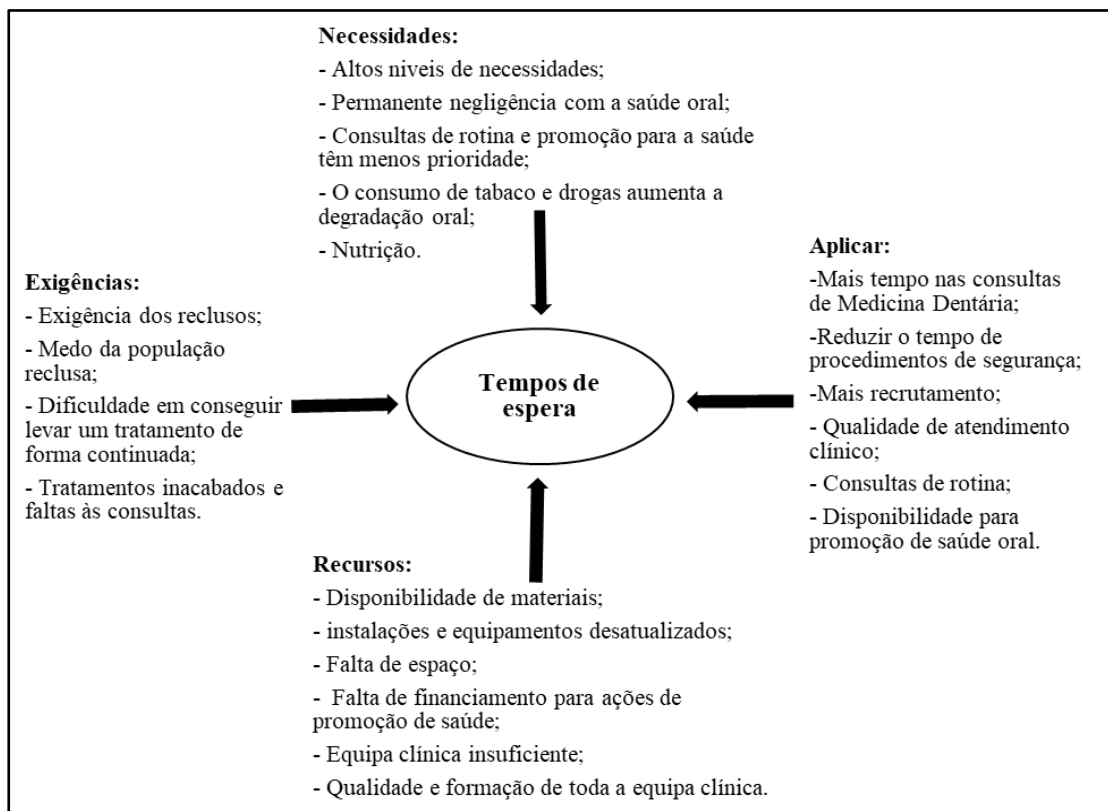 Necessidades:
- Altos niveis de necessidades;
- Permanente negligência com a saúde oral;
- Consultas de rotina e promoção para a saúde
têm menos prioridade;
- O consumo de tabaco e drogas aumenta a
degradação oral;
- Nutrição.
Exigências:
- Exigência dos reclusos;
- Medo da população
reclusa;
- Dificuldade em conseguir
levar um tratamento de
forma continuada;
- Tratamentos inacabados e
faltas às consultas.
Tempos de
espera
Aplicar:
-Mais tempo nas consultas
de Medicina Dentária;
-Reduzir o tempo de
procedimentos de segurança;
-Mais recrutamento;
- Qualidade de atendimento
clínico;
- Consultas de rotina;
- Disponibilidade para
promoção de saúde oral.
Recursos:
- Disponibilidade de materiais;
- instalações e equipamentos desatualizados;
- Falta de espaço;
- Falta de financiamento para ações de
promoção de saúde;
- Equipa clínica insuficiente;
- Qualidade e formação de toda a equipa clínica.